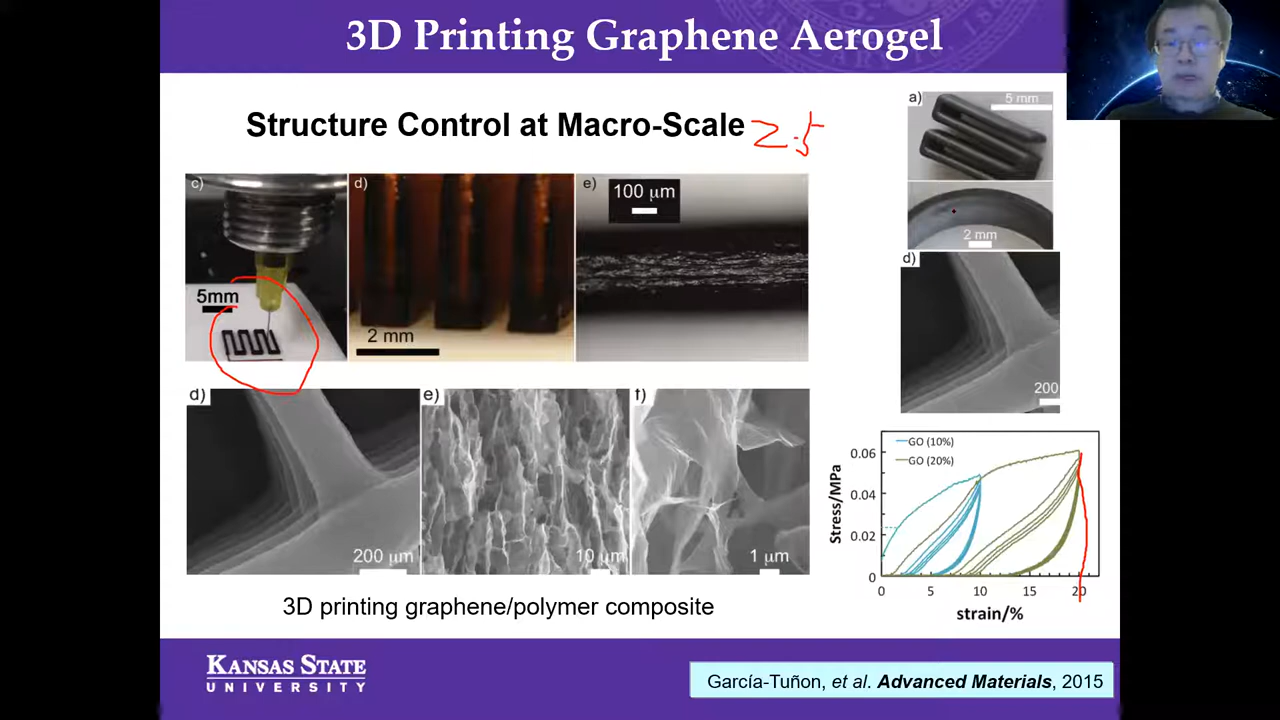 3D Printing Graphene Aerogel
Structure Control at Macro-Scale
2.5
c)
5mm
d)
2 mm
e)
100 µm
a)
5 mm
2 mm
d)
200
d)
200 µm
e)
10 µm
f)
1 µm
3D printing graphene/polymer composite
GO (10%)
GO (20%)
Stress/MPa
0.06
0.04
0.02
0
0
5
10
15
20
strain/%
KANSAS STATE
UNIVERSITY
García-Tuñon, et al. Advanced Materials, 2015